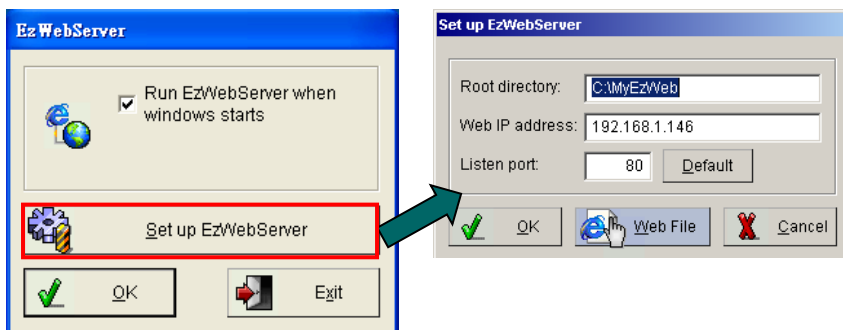 EzWebServer
Run EzWebServer when
windows starts
Set up EzWebServer
OK
Exit
Set up EzWebServer
Root directory: C:\MyEzWeb
Web IP address: 192.168.1.146
Listen port: 80 Default
OK Web File Cancel